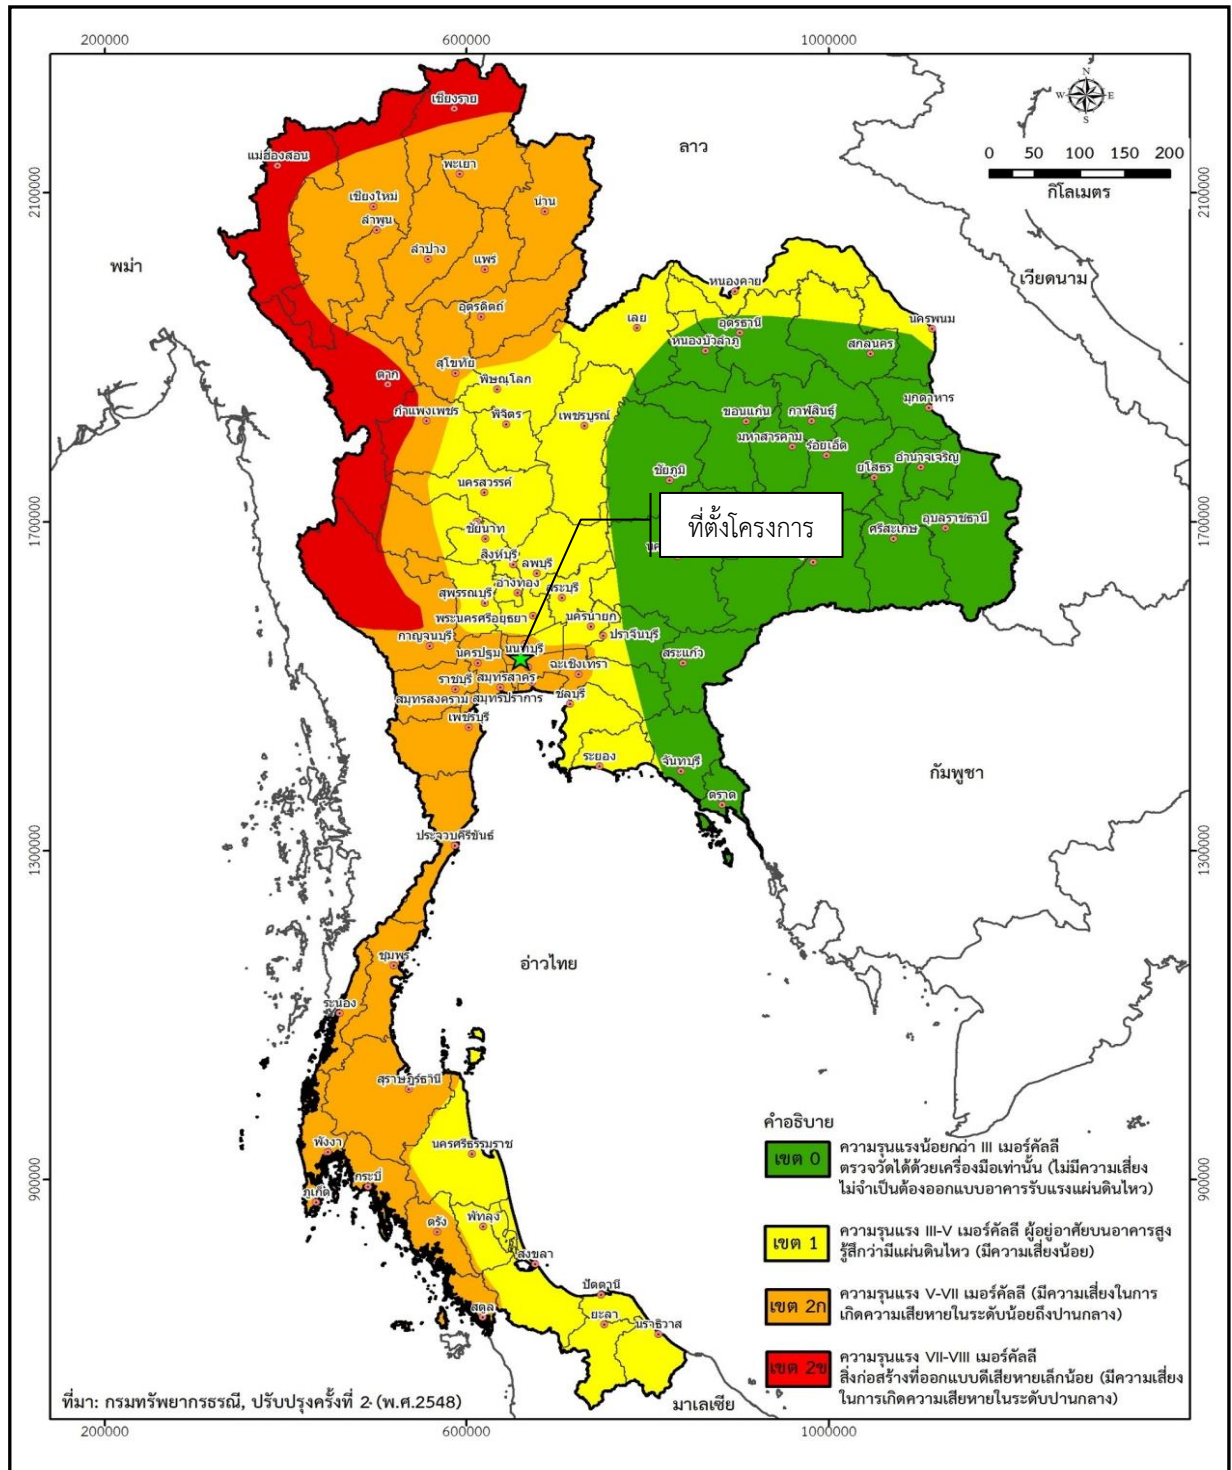 200000
600000
1000000
N
W
E
S
0 50 100 150 200
กิโลเมตร
2100000
2100000
1700000
1700000
1300000
1300000
900000
900000
พม่า
ลาว
เวียดนาม
กัมพูชา
อ่าวไทย
มาเลเซีย
เชียงราย
แม่ฮ่องสอน
พะเยา
เชียงใหม่
น่าน
ลำพูน
ลำปาง
แพร่
อุตรดิตถ์
หนองคาย
เลย
อุดรธานี
นครพนม
หนองบัวลำภู
สกลนคร
สุโขทัย
ตาก
พิษณุโลก
มุกดาหาร
กำแพงเพชร
พิจิตร
เพชรบูรณ์
ขอนแก่น
กาฬสินธุ์
มหาสารคาม
ร้อยเอ็ด
อำนาจเจริญ
ชัยภูมิ
ยโสธร
นครสวรรค์
ที่ตั้งโครงการ
อุบลราชธานี
ศรีสะเกษ
ชัยนาท
สิงห์บุรี
ลพบุรี
อ่างทอง
สระบุรี
สุพรรณบุรี
พระนครศรีอยุธยา
นครนายก
ปราจีนบุรี
กาญจนบุรี
นนทบุรี
นครปฐม
ฉะเชิงเทรา
สระแก้ว
ราชบุรี
สมุทรสาคร
สมุทรสงคราม
สมุทรปราการ
ชลบุรี
เพชรบุรี
ระยอง
จันทบุรี
ตราด
ประจวบคีรีขันธ์
ชุมพร
ระนอง
สุราษฎร์ธานี
พังงา
นครศรีธรรมราช
กระบี่
ภูเก็ต
ตรัง
พัทลุง
สงขลา
สตูล
ปัตตานี
ยะลา
นราธิวาส
คำอธิบาย
เขต 0
ความรุนแรงน้อยกว่า III เมอร์คัลลี
ตรวจวัดได้ด้วยเครื่องมือเท่านั้น (ไม่มีความเสี่ยง
ไม่จำเป็นต้องออกแบบอาคารรับแรงแผ่นดินไหว)
เขต 1
ความรุนแรง III-V เมอร์คัลลี ผู้อยู่อาศัยบนอาคารสูง
รู้สึกว่ามีแผ่นดินไหว (มีความเสี่ยงน้อย)
เขต 2ก
ความรุนแรง V-VII เมอร์คัลลี (มีความเสี่ยงในการ
เกิดความเสียหายในระดับน้อยถึงปานกลาง)
เขต 2ข
ความรุนแรง VII-VIII เมอร์คัลลี
สิ่งก่อสร้างที่ออกแบบดีเสียหายเล็กน้อย (มีความเสี่ยง
ในการเกิดความเสียหายในระดับปานกลาง)
ที่มา: กรมทรัพยากรธรณี, ปรับปรุงครั้งที่ 2 (พ.ศ.2548)
200000
600000
1000000